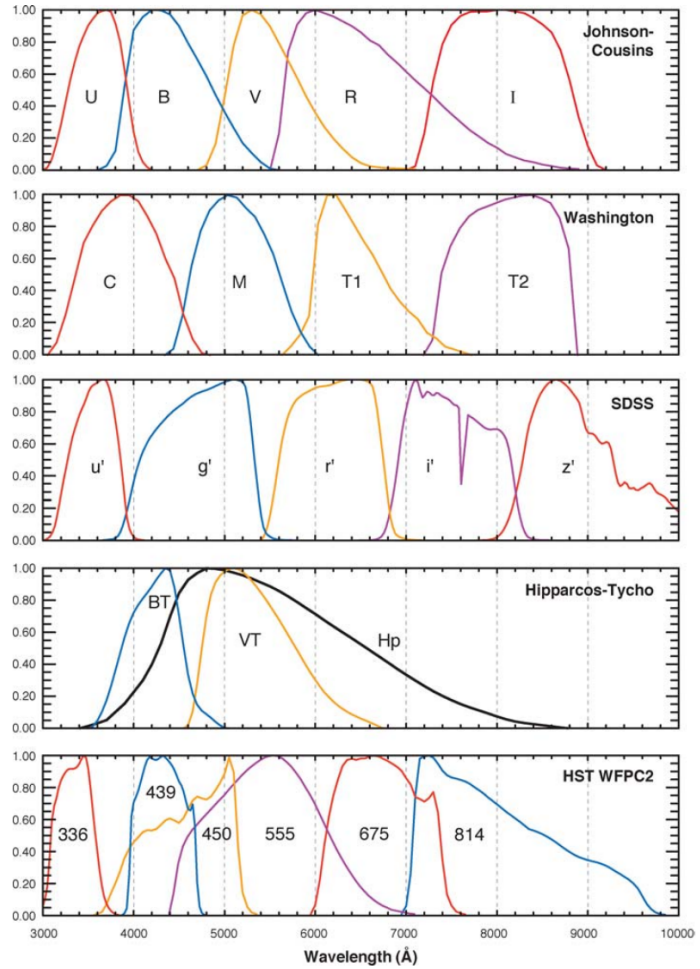 1.00
0.80
0.60
0.40
0.20
0.00
U B V R I
Johnson-
Cousins
1.00
0.80
0.60
0.40
0.20
0.00
C M T1 T2
Washington
1.00
0.80
0.60
0.40
0.20
0.00
u' g' r' i' z'
SDSS
1.00
0.80
0.60
0.40
0.20
0.00
BT
VT
Hp
Hipparcos-Tycho
1.00
0.80
0.60
0.40
0.20
0.00
336
439
450
555
675
814
HST WFPC2
3000 4000 5000 6000 7000 8000 9000 10000
Wavelength (Å)